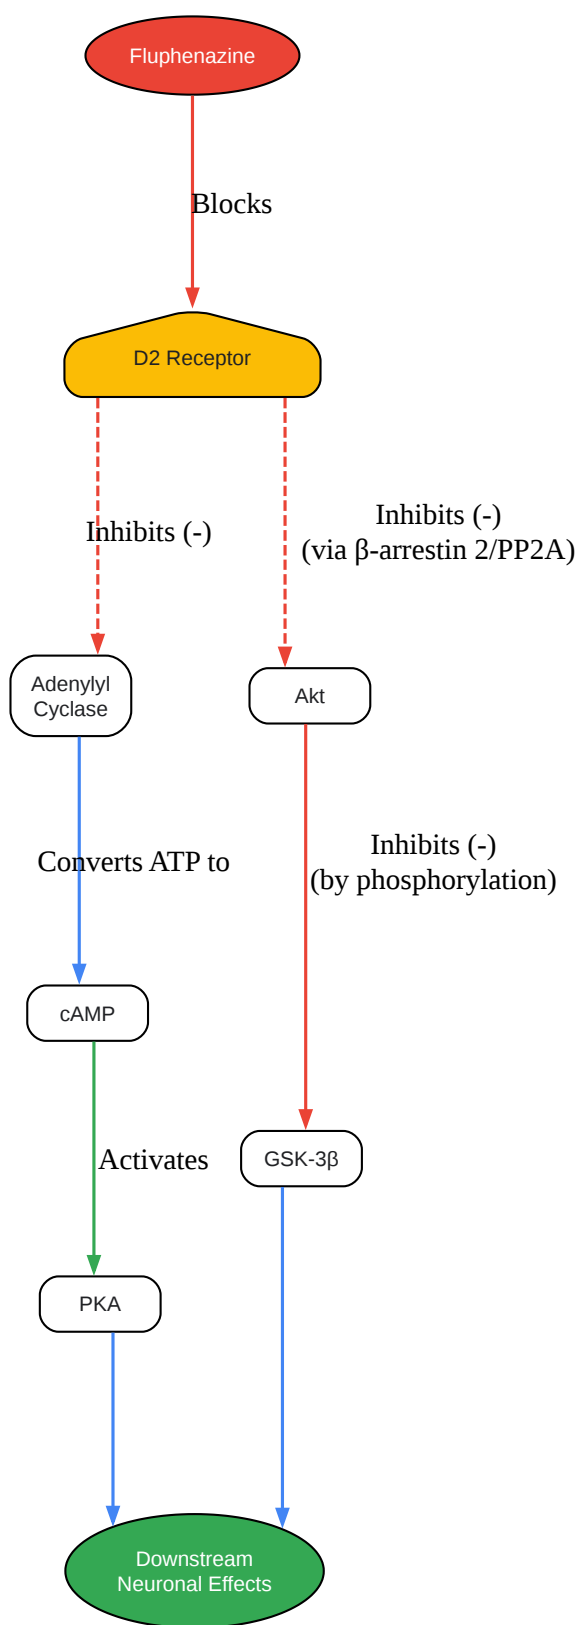 Fluphenazine
Blocks
D2 Receptor
Inhibits (-)
Inhibits (-)
(via β-arrestin 2/PP2A)
Adenylyl
Cyclase
Akt
Converts ATP to
Inhibits (-)
(by phosphorylation)
cAMP
Activates
GSK-3β
PKA
Downstream
Neuronal Effects